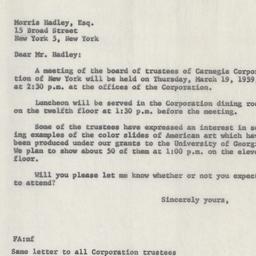 Morris Hadley, Esq.
15 Broad Street
New York 5, New York
Dear Mr. Hadley:
A meeting of the board of trustees of Carnegie Corpo
tion of New York will be held on Thursday, March 19, 1959
at 2:30 p.m. at the offices of the Corporation.
Luncheon will be served in the Corporation dining roo
on the twelfth floor at 1:30 p.m. before the meeting.
Some of the trustees have expressed an interest in se
ing examples of the color slides of American art which hav
been produced under our grants to the University of Georgi
We plan to show about 50 of them at 1:00 p.m. on the eleve
floor.
Will you please let me know whether or not you expect
to attend?
Sincerely yours,
FA:mf
Same letter to all Corporation trustees